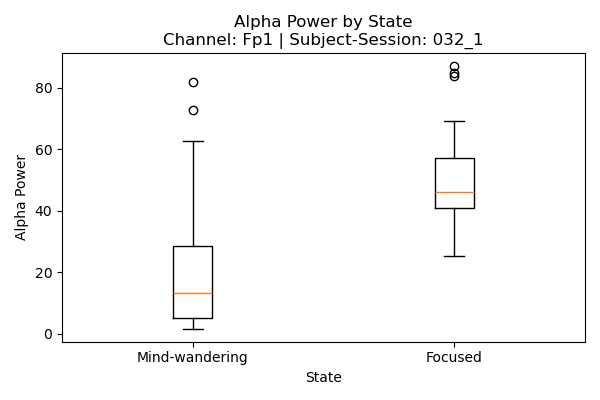 Alpha Power by State
Channel: Fp1 | Subject-Session: 032_1
Alpha Power
80
60
40
20
0
Mind-wandering
Focused
State